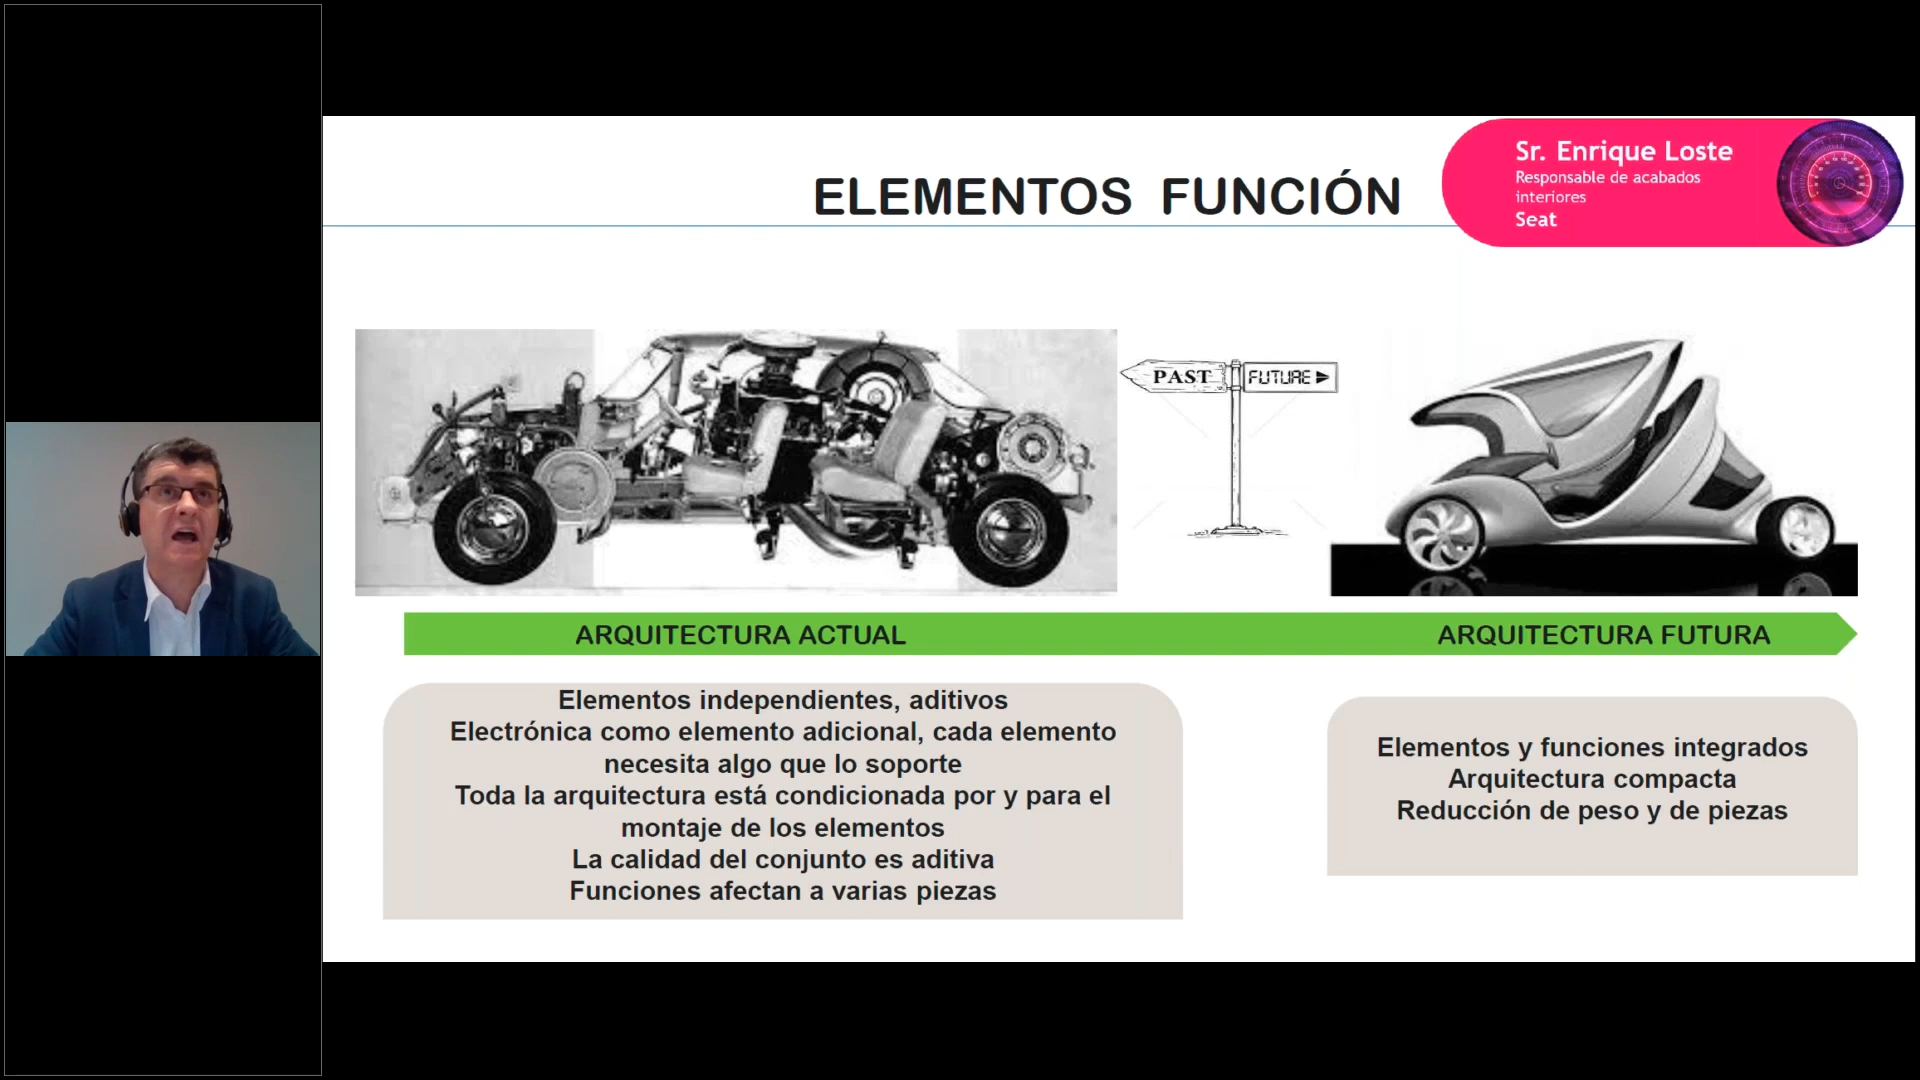 ELEMENTOS FUNCIÓN
Sr. Enrique Loste
Responsable de acabados
interiores
Seat
PAST
FUTURE
ARQUITECTURA ACTUAL
ARQUITECTURA FUTURA
Elementos independientes, aditivos
Electrónica como elemento adicional, cada elemento
necesita algo que lo soporte
Toda la arquitectura está condicionada por y para el
montaje de los elementos
La calidad del conjunto es aditiva
Funciones afectan a varias piezas
Elementos y funciones integrados
Arquitectura compacta
Reducción de peso y de piezas